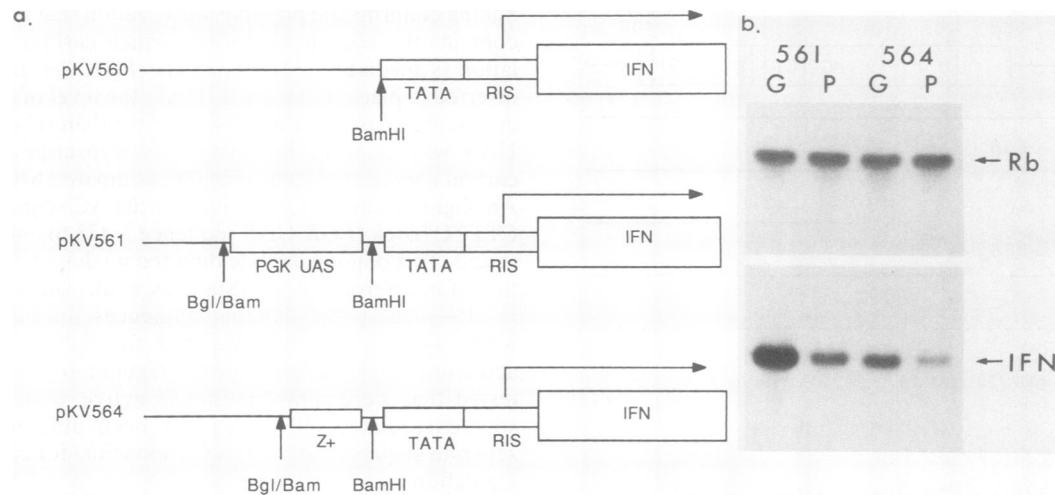 a.
pKV560
TATA
RIS
IFN
BamHI
pKV561
PGK UAS
TATA
RIS
IFN
Bgl/Bam
BamHI
pKV564
Z+
TATA
RIS
IFN
Bgl/Bam
BamHI
b.
561 564
G P G P
Rb
IFN